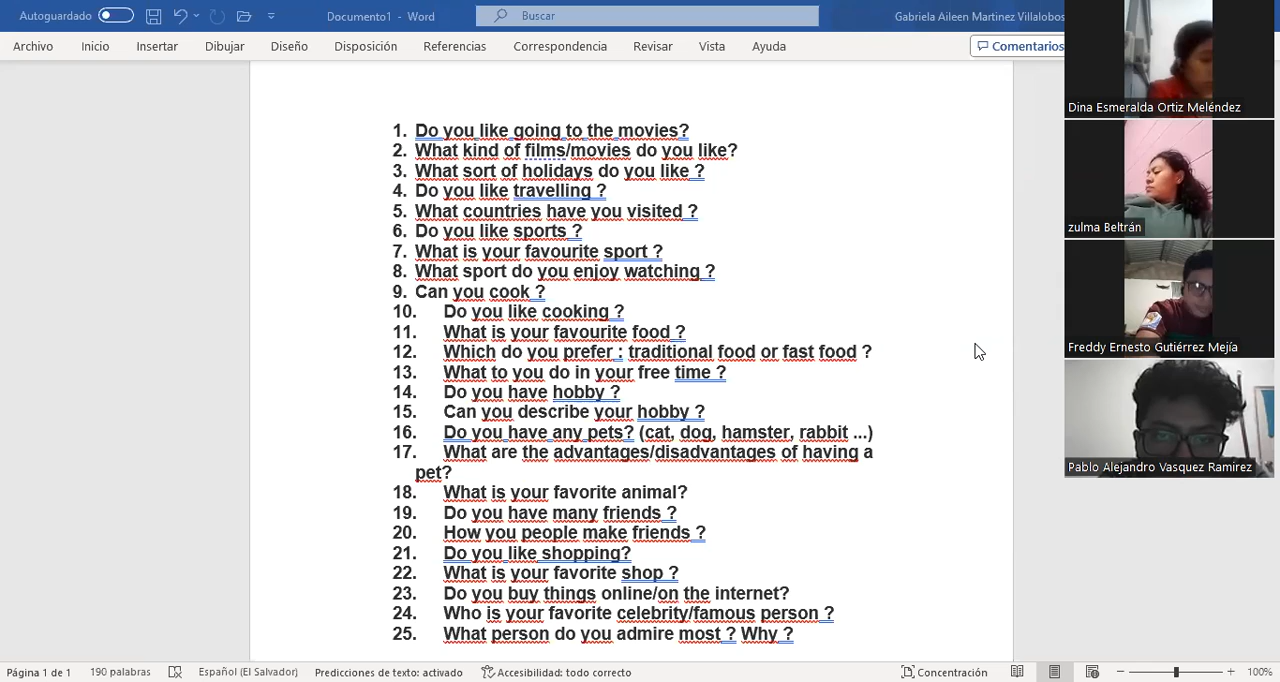 Autoguardado
Documento1 - Word
Buscar
Gabriela Aileen Martinez Villalobos
Archivo Inicio Insertar Dibujar Diseño Disposición Referencias Correspondencia Revisar Vista Ayuda
Comentarios
1. Do you like going to the movies?
2. What kind of films/movies do you like?
3. What sort of holidays do you like ?
4. Do you like travelling ?
5. What countries have you visited ?
6. Do you like sports ?
7. What is your favourite sport ?
8. What sport do you enjoy watching ?
9. Can you cook ?
10. Do you like cooking ?
11. What is your favourite food ?
12. Which do you prefer : traditional food or fast food ?
13. What to you do in your free time ?
14. Do you have hobby ?
15. Can you describe your hobby ?
16. Do you have any pets? (cat, dog, hamster, rabbit ...)
17. What are the advantages/disadvantages of having a
pet?
18. What is your favorite animal?
19. Do you have many friends ?
20. How you people make friends ?
21. Do you like shopping?
22. What is your favorite shop ?
23. Do you buy things online/on the internet?
24. Who is your favorite celebrity/famous person ?
25. What person do you admire most ? Why ?
Dina Esmeralda Ortiz Meléndez
zulma Beltrán
Freddy Ernesto Gutiérrez Mejía
Pablo Alejandro Vasquez Ramirez
Página 1 de 1
190 palabras
Español (El Salvador)
Predicciones de texto: activado
Accesibilidad: todo correcto
Concentración
100%